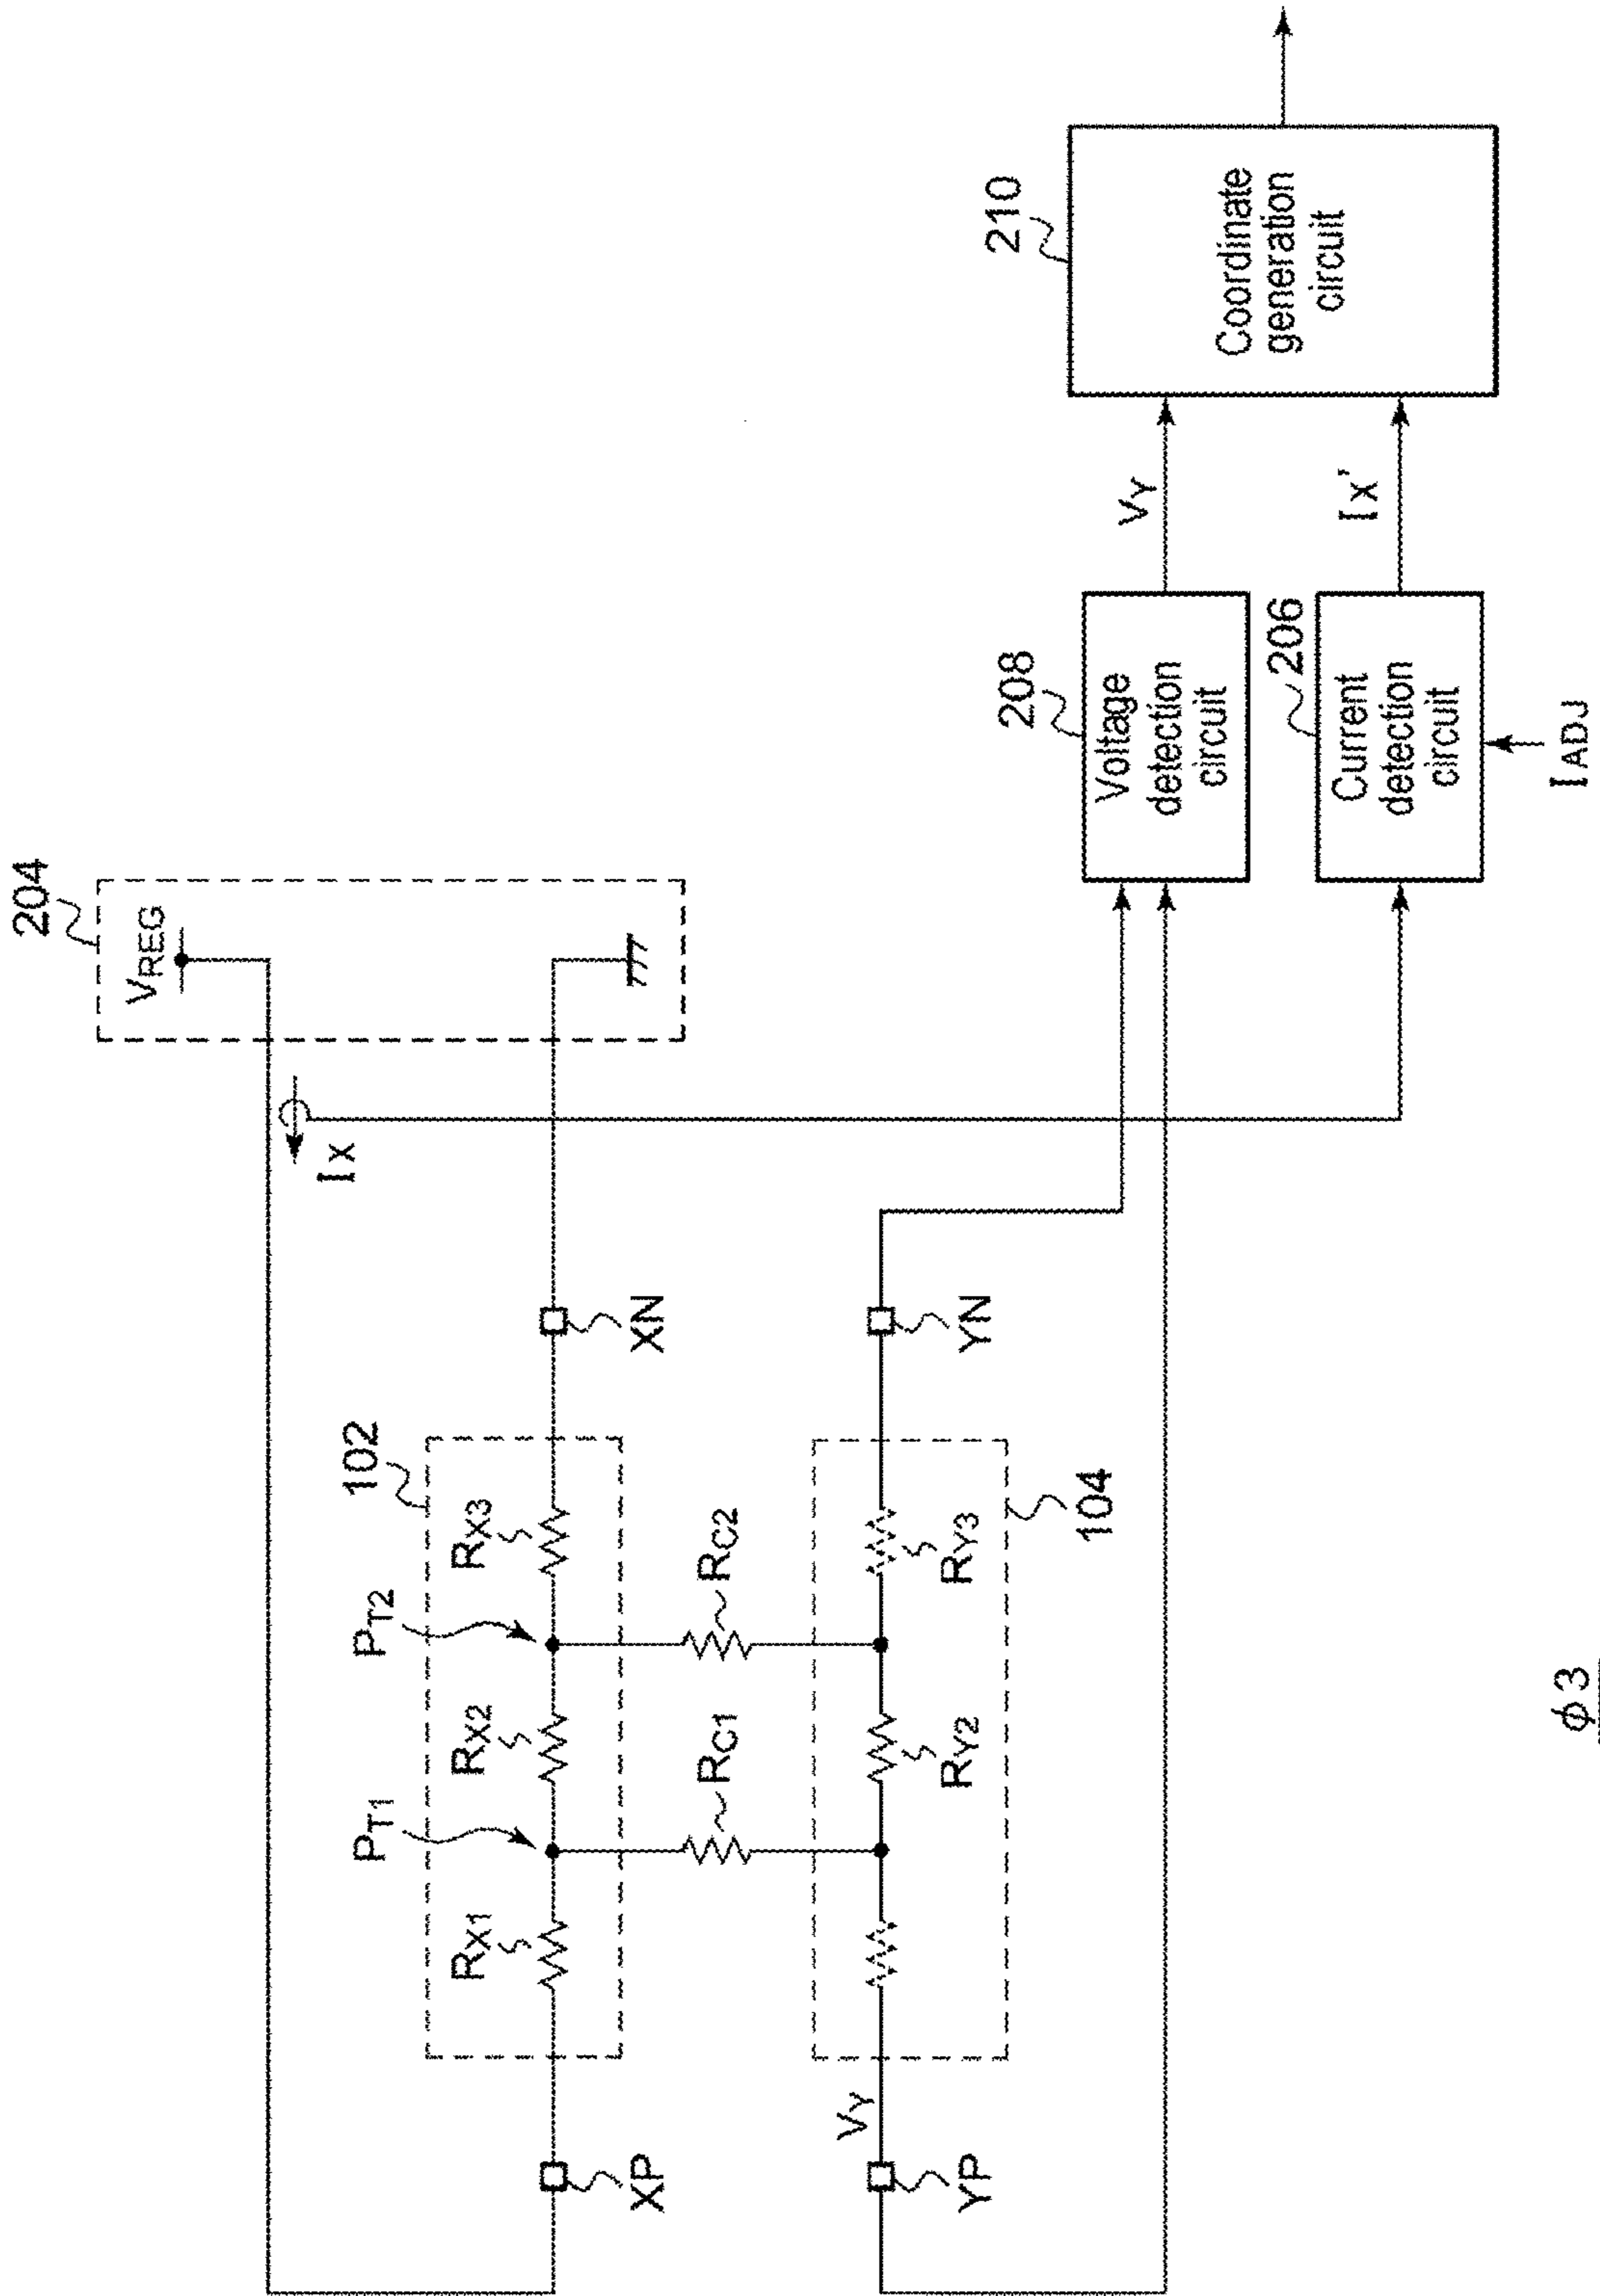 204
VREG
IX
102
PT1
PT2
RX1
RX2
RX3
XP
XN
RC1
RC2
VY
YP
YN
RY2
RY3
104
208
Voltage
detection
circuit
VY
206
Current
detection
circuit
IX'
IADJ
210
Coordinate
generation
circuit
φ3